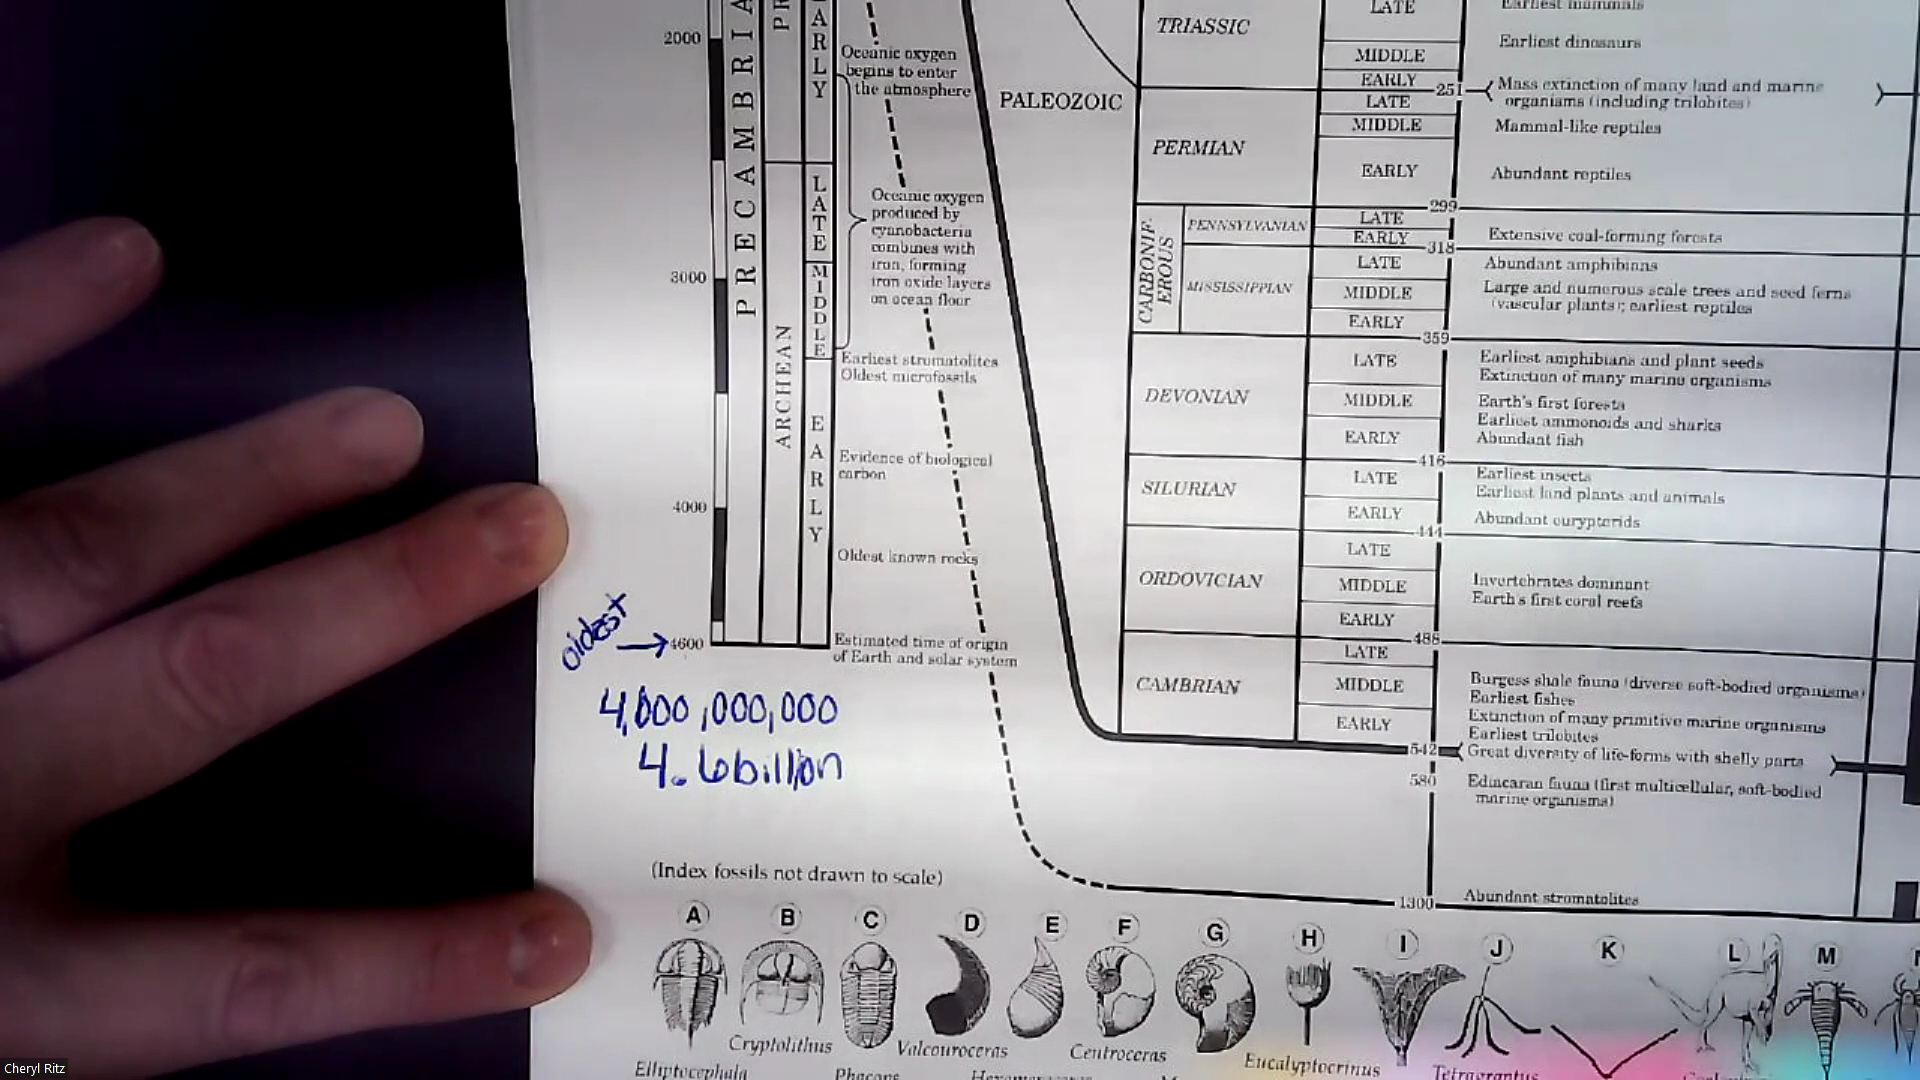 PRECAMBRIA
PR
ARLY
2000
Oceanic oxygen
begins to enter
the atmosphere
LATE
Oceanic oxygen
produced by
cyanobacteria
combines with
iron, forming
iron oxide layers
on ocean floor
3000
MIDDLE
ARCHEAN
Earliest stromatolites
Oldest microfossils
EARLY
Evidence of biological
carbon
4000
Oldest known rocks
oldest → 4600
Estimated time of origin
of Earth and solar system
4,600,000,000
4.6 billion
PALEOZOIC
TRIASSIC
LATE
Earliest mammals
Earliest dinosaurs
MIDDLE
EARLY
251
Mass extinction of many land and marine
organisms (including trilobites)
PERMIAN
LATE
MIDDLE
Mammal-like reptiles
EARLY
Abundant reptiles
299
CARBONIF-
EROUS
PENNSYLVANIAN
LATE
EARLY
Extensive coal-forming forests
318
MISSISSIPPIAN
LATE
Abundant amphibians
MIDDLE
Large and numerous scale trees and seed ferns
(vascular plants); earliest reptiles
EARLY
359
DEVONIAN
LATE
Earliest amphibians and plant seeds
Extinction of many marine organisms
MIDDLE
Earth's first forests
Earliest ammonoids and sharks
EARLY
Abundant fish
416
SILURIAN
LATE
Earliest insects
Earliest land plants and animals
EARLY
Abundant eurypterids
444
ORDOVICIAN
LATE
MIDDLE
Invertebrates dominant
Earth's first coral reefs
EARLY
488
CAMBRIAN
LATE
MIDDLE
Burgess shale fauna (diverse soft-bodied organisms)
Earliest fishes
EARLY
Extinction of many primitive marine organisms
Earliest trilobites
542
Great diversity of life-forms with shelly parts
580
Ediacaran fauna (first multicellular, soft-bodied
marine organisms)
1300
Abundant stromatolites
(Index fossils not drawn to scale)
A B C D E F G H I J K L M
Cryptolithus Valcouroceras Centroceras Eucalyptocrinus Tetragraptus
Elliptocephala Phacops
Cheryl Ritz